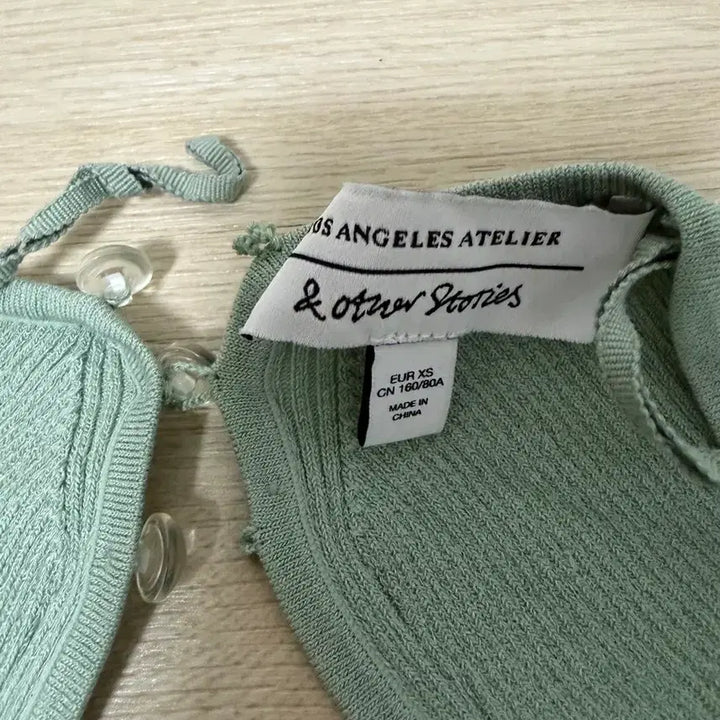 OS ANGELES ATELIER
& other Stories
EUR XS
CN 160/80A
MADE IN
CHINA